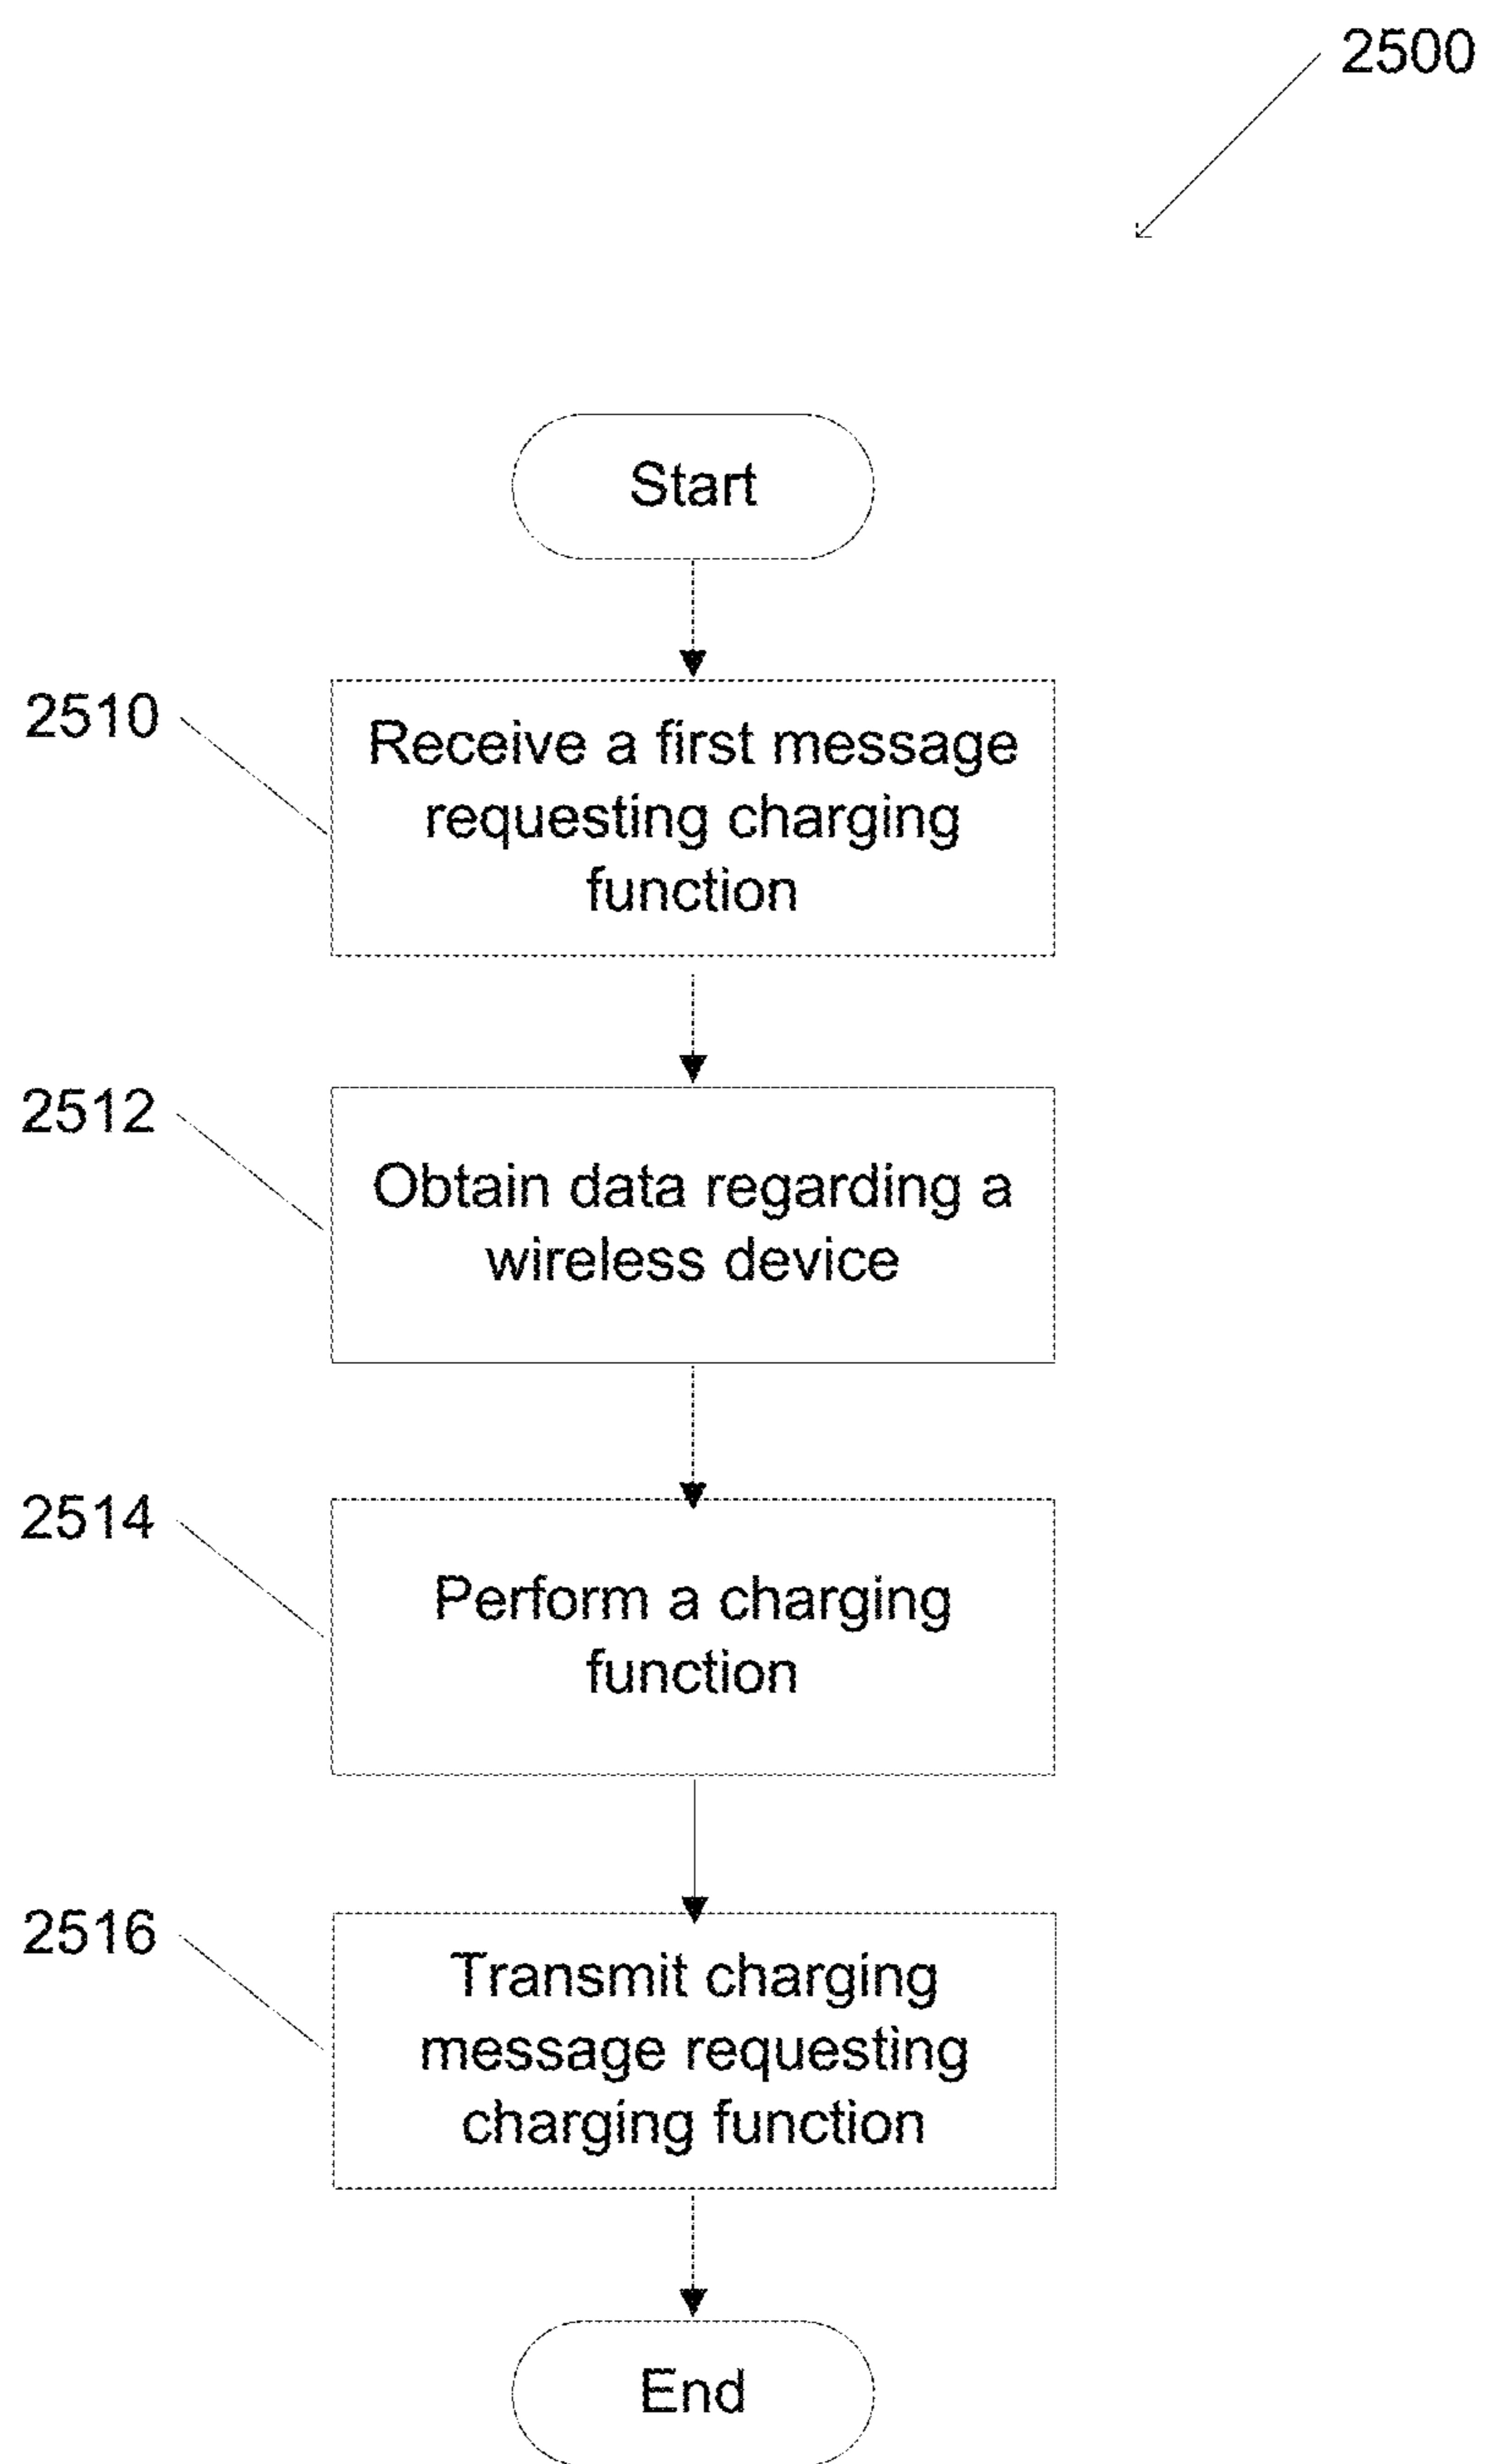 2500
Start
2510
Receive a first message
requesting charging
function
2512
Obtain data regarding a
wireless device
2514
Perform a charging
function
2516
Transmit charging
message requesting
charging function
End